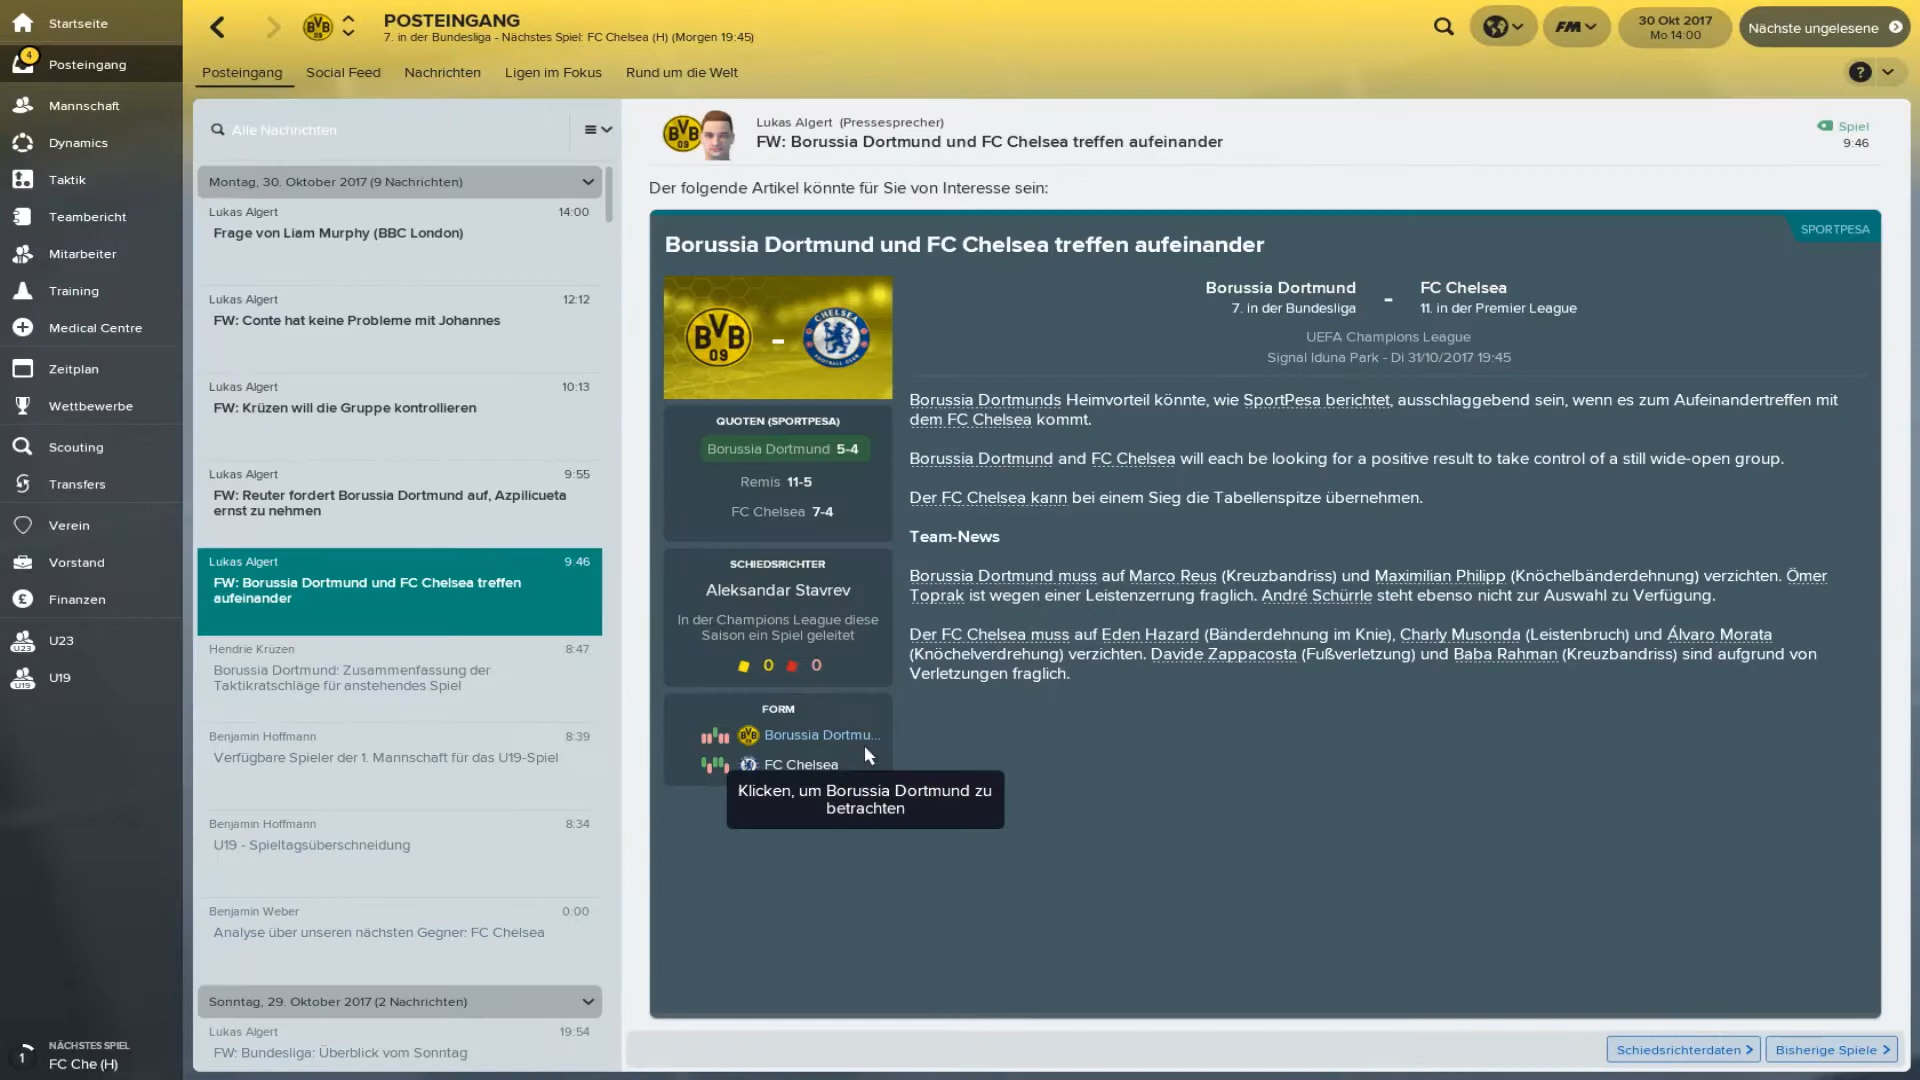 Startseite
4
Posteingang
Mannschaft
Dynamics
Taktik
Teambericht
Mitarbeiter
Training
Medical Centre
Zeitplan
Wettbewerbe
Scouting
Transfers
Verein
Vorstand
Finanzen
U23
U23
U19
U19
1
NÄCHSTES SPIEL
FC Che (H)
BVB 09
POSTEINGANG
7. in der Bundesliga - Nächstes Spiel: FC Chelsea (H) (Morgen 19:45)
FM
30 Okt 2017
Mo 14:00
Nächste ungelesene
Posteingang
Social Feed
Nachrichten
Ligen im Fokus
Rund um die Welt
?
Alle Nachrichten
Montag, 30. Oktober 2017 (9 Nachrichten)
Lukas Algert 14:00
Frage von Liam Murphy (BBC London)
Lukas Algert 12:12
FW: Conte hat keine Probleme mit Johannes
Lukas Algert 10:13
FW: Krüzen will die Gruppe kontrollieren
Lukas Algert 9:55
FW: Reuter fordert Borussia Dortmund auf, Azpilicueta
ernst zu nehmen
Lukas Algert 9:46
FW: Borussia Dortmund und FC Chelsea treffen
aufeinander
Hendrie Krüzen 8:47
Borussia Dortmund: Zusammenfassung der
Taktikratschläge für anstehendes Spiel
Benjamin Hoffmann 8:39
Verfügbare Spieler der 1. Mannschaft für das U19-Spiel
Benjamin Hoffmann 8:34
U19 - Spieltagsüberschneidung
Benjamin Weber 0:00
Analyse über unseren nächsten Gegner: FC Chelsea
Sonntag, 29. Oktober 2017 (2 Nachrichten)
Lukas Algert 19:54
FW: Bundesliga: Überblick vom Sonntag
BVB 09
Lukas Algert (Pressesprecher)
FW: Borussia Dortmund und FC Chelsea treffen aufeinander
Spiel
9:46
Der folgende Artikel könnte für Sie von Interesse sein:
SPORTPESA
Borussia Dortmund und FC Chelsea treffen aufeinander
BVB 09 - CHELSEA FOOTBALL CLUB
Borussia Dortmund - FC Chelsea
7. in der Bundesliga 11. in der Premier League
UEFA Champions League
Signal Iduna Park - Di 31/10/2017 19:45
QUOTEN (SPORTPESA)
Borussia Dortmund 5-4
Remis 11-5
FC Chelsea 7-4
SCHIEDSRICHTER
Aleksandar Stavrev
In der Champions League diese
Saison ein Spiel geleitet
0 0
FORM
Borussia Dortmu...
FC Chelsea
Klicken, um Borussia Dortmund zu
betrachten
Borussia Dortmunds Heimvorteil könnte, wie SportPesa berichtet, ausschlaggebend sein, wenn es zum Aufeinandertreffen mit
dem FC Chelsea kommt.
Borussia Dortmund and FC Chelsea will each be looking for a positive result to take control of a still wide-open group.
Der FC Chelsea kann bei einem Sieg die Tabellenspitze übernehmen.
Team-News
Borussia Dortmund muss auf Marco Reus (Kreuzbandriss) und Maximilian Philipp (Knöchelbänderdehnung) verzichten. Ömer
Toprak ist wegen einer Leistenzerrung fraglich. André Schürrle steht ebenso nicht zur Auswahl zu Verfügung.
Der FC Chelsea muss auf Eden Hazard (Bänderdehnung im Knie), Charly Musonda (Leistenbruch) und Álvaro Morata
(Knöchelverdrehung) verzichten. Davide Zappacosta (Fußverletzung) und Baba Rahman (Kreuzbandriss) sind aufgrund von
Verletzungen fraglich.
Schiedsrichterdaten
Bisherige Spiele